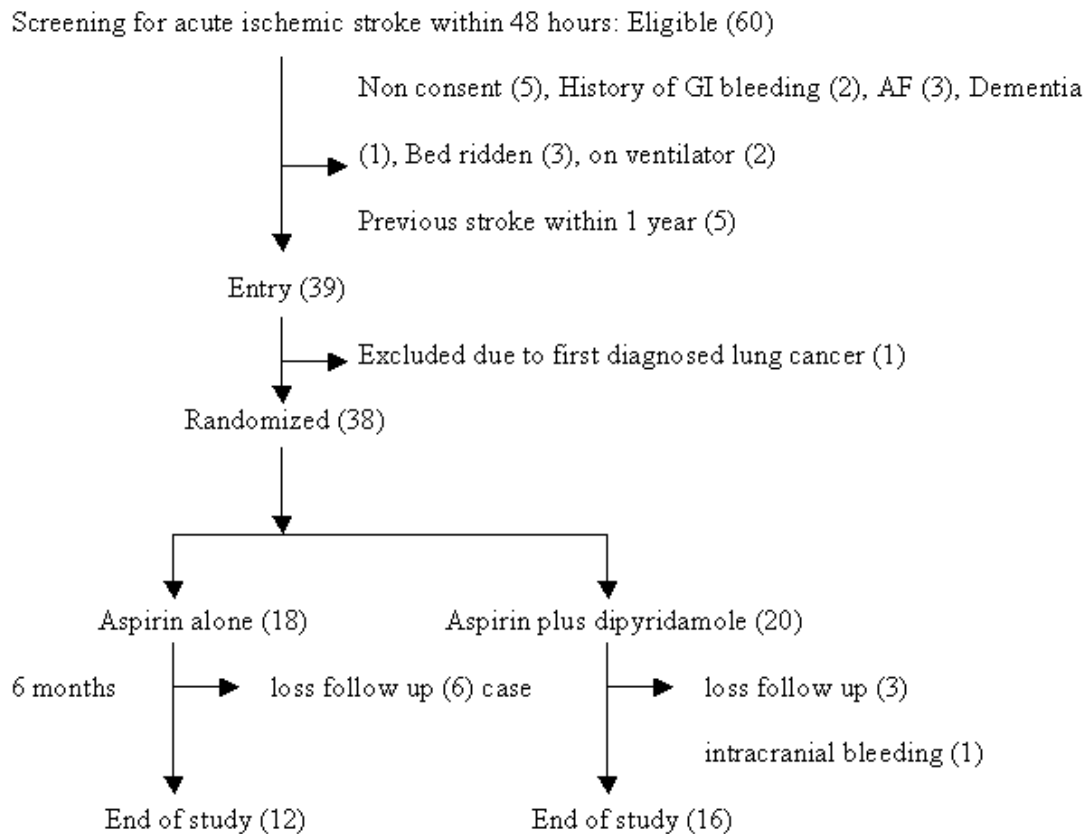 Screening for acute ischemic stroke within 48 hours: Eligible (60)
Non consent (5), History of GI bleeding (2), AF (3), Dementia
(1), Bed ridden (3), on ventilator (2)
Previous stroke within 1 year (5)
Entry (39)
Excluded due to first diagnosed lung cancer (1)
Randomized (38)
Aspirin alone (18)
Aspirin plus dipyridamole (20)
6 months
loss follow up (6) case
loss follow up (3)
intracranial bleeding (1)
End of study (12)
End of study (16)